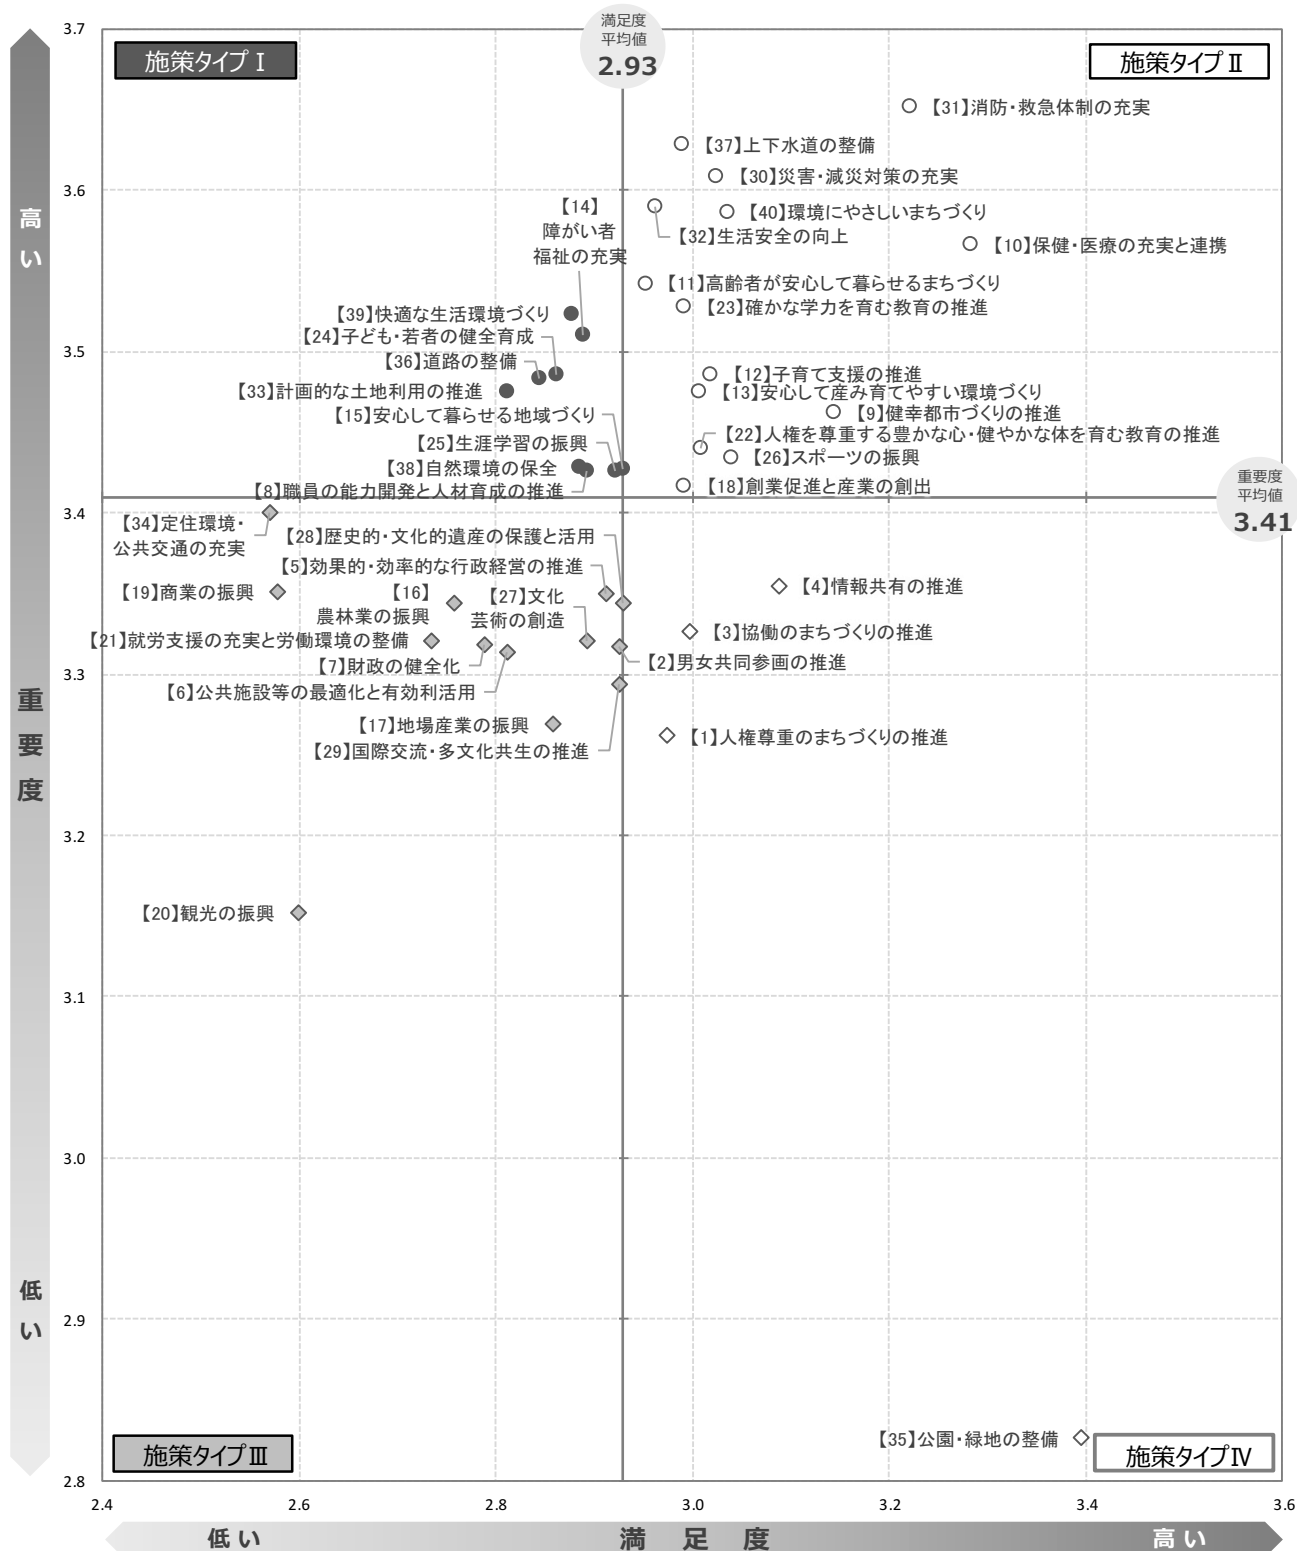 満足度
平均値
2.93
施策タイプⅠ
施策タイプⅡ
3.7
3.6
3.5
3.4
3.3
3.2
3.1
3.0
2.9
2.8
高い
重要度
低い
【31】消防・救急体制の充実
【37】上下水道の整備
【30】災害・減災対策の充実
【14】
障がい者
福祉の充実
【40】環境にやさしいまちづくり
【32】生活安全の向上
【10】保健・医療の充実と連携
【11】高齢者が安心して暮らせるまちづくり
【23】確かな学力を育む教育の推進
【39】快適な生活環境づくり
【24】子ども・若者の健全育成
【36】道路の整備
【33】計画的な土地利用の推進
【12】子育て支援の推進
【13】安心して産み育てやすい環境づくり
【15】安心して暮らせる地域づくり
【9】健幸都市づくりの推進
【22】人権を尊重する豊かな心・健やかな体を育む教育の推進
【25】生涯学習の振興
【26】スポーツの振興
【38】自然環境の保全
【8】職員の能力開発と人材育成の推進
【18】創業促進と産業の創出
重要度
平均値
3.41
【34】定住環境・
公共交通の充実
【28】歴史的・文化的遺産の保護と活用
【5】効果的・効率的な行政経営の推進
【19】商業の振興
【16】
農林業の振興
【27】文化
芸術の創造
【4】情報共有の推進
【21】就労支援の充実と労働環境の整備
【3】協働のまちづくりの推進
【7】財政の健全化
【2】男女共同参画の推進
【6】公共施設等の最適化と有効利活用
【17】地場産業の振興
【29】国際交流・多文化共生の推進
【1】人権尊重のまちづくりの推進
【20】観光の振興
【35】公園・緑地の整備
施策タイプⅢ
施策タイプⅣ
2.4
2.6
2.8
3.0
3.2
3.4
3.6
低い
満足度
高い